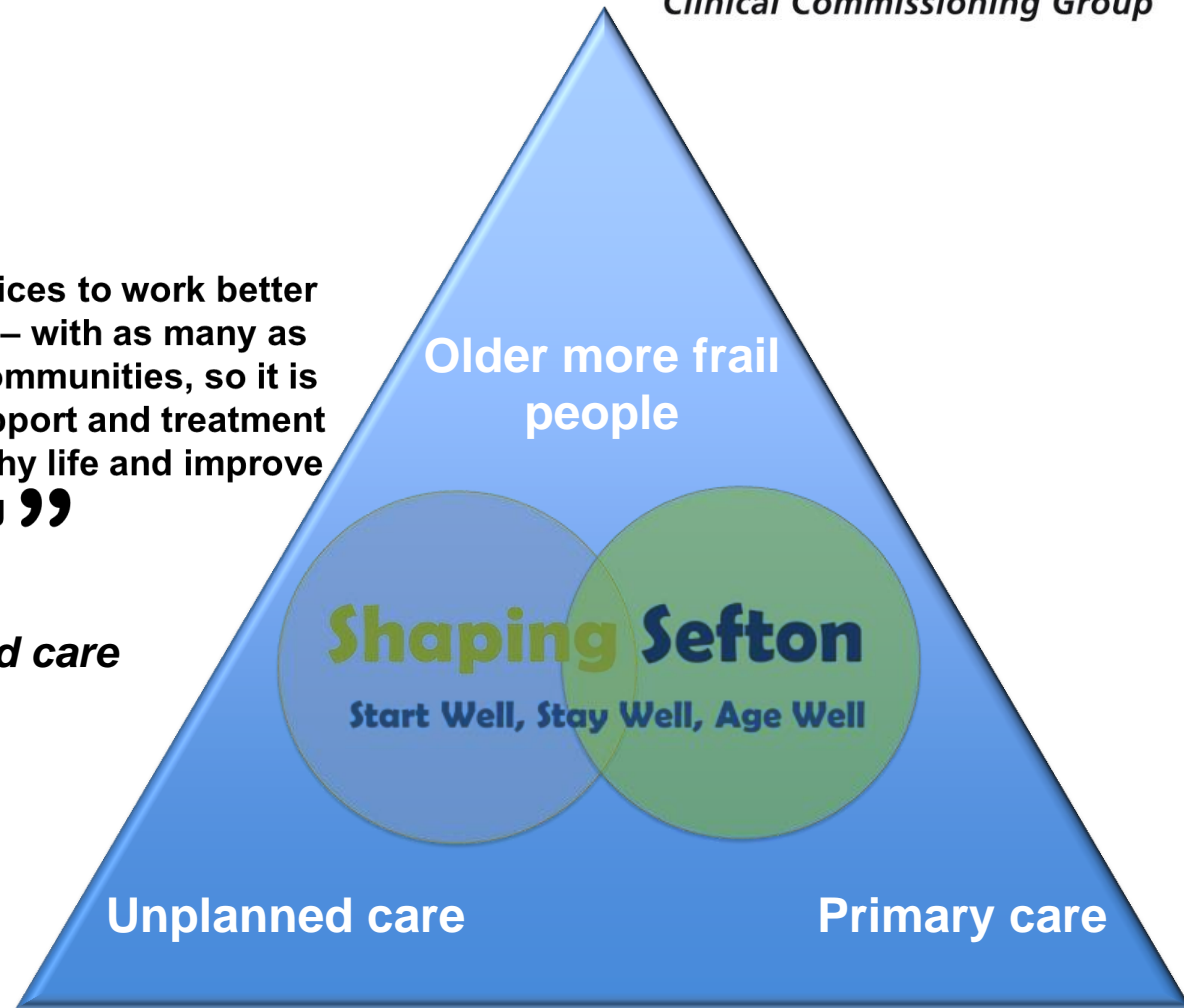 Clinical Commissioning Group
ices to work better
– with as many as
ommunities, so it is
pport and treatment
hy life and improve
”
d care
Older more frail
people
Shaping Sefton
Start Well, Stay Well, Age Well
Unplanned care
Primary care